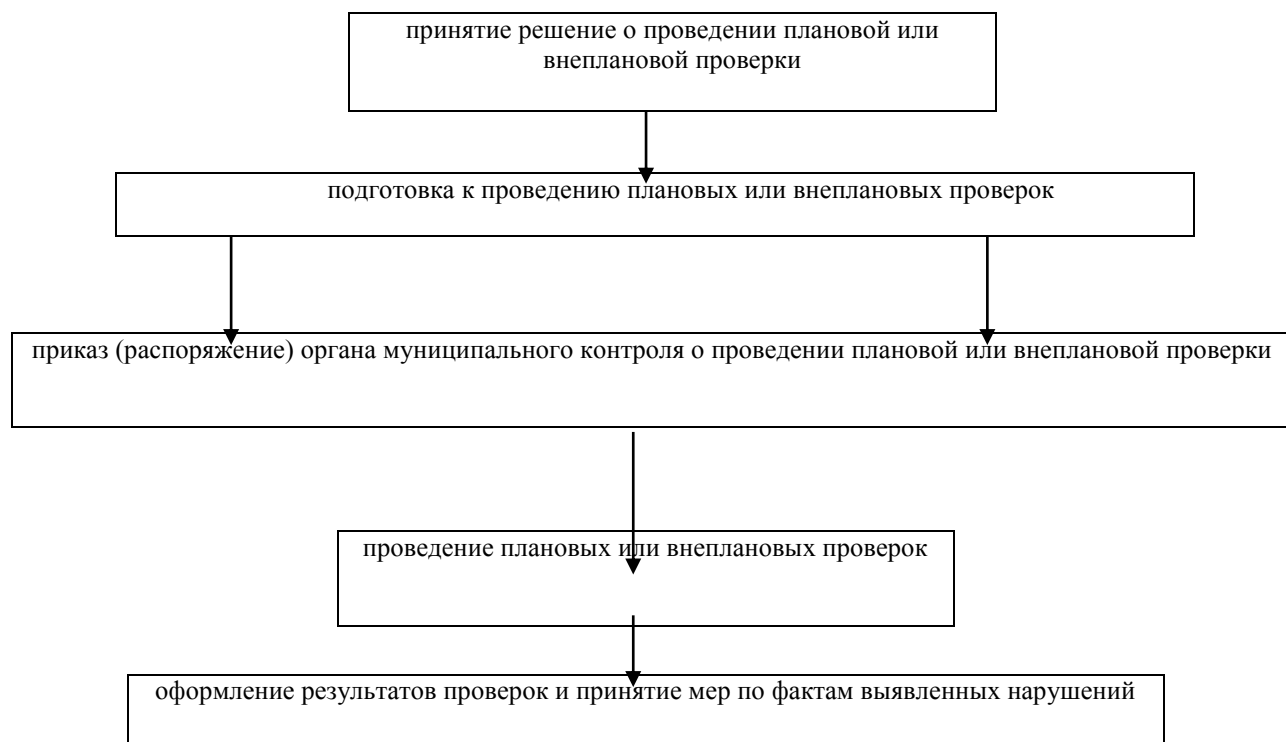 принятие решение о проведении плановой или
внеплановой проверки
подготовка к проведению плановых или внеплановых проверок
приказ (распоряжение) органа муниципального контроля о проведении плановой или внеплановой проверки
проведение плановых или внеплановых проверок
оформление результатов проверок и принятие мер по фактам выявленных нарушений